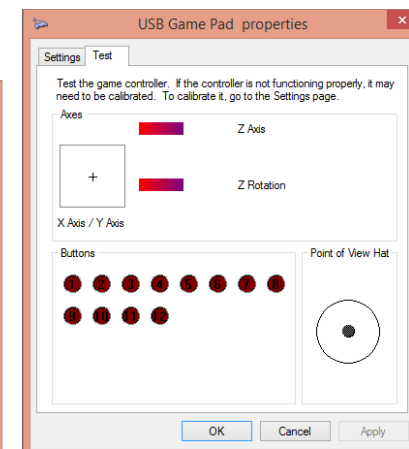 USB Game Pad  properties
Settings Test
Test the game controller.  If the controller is not functioning properly, it may
need to be calibrated.  To calibrate it, go to the Settings page.
Axes
Z Axis
Z Rotation
X Axis / Y Axis
Buttons
Point of View Hat
1 2 3 4 5 6 7 8
9 10 11 12
OK Cancel Apply